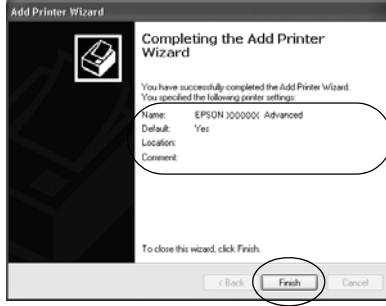 Add Printer Wizard
Completing the Add Printer
Wizard
You have successfully completed the Add Printer Wizard.
You specified the following printer settings:
Name: EPSON XXXXXX Advanced
Default: Yes
Location:
Comment:
To close this wizard, click Finish.
< Back Finish Cancel